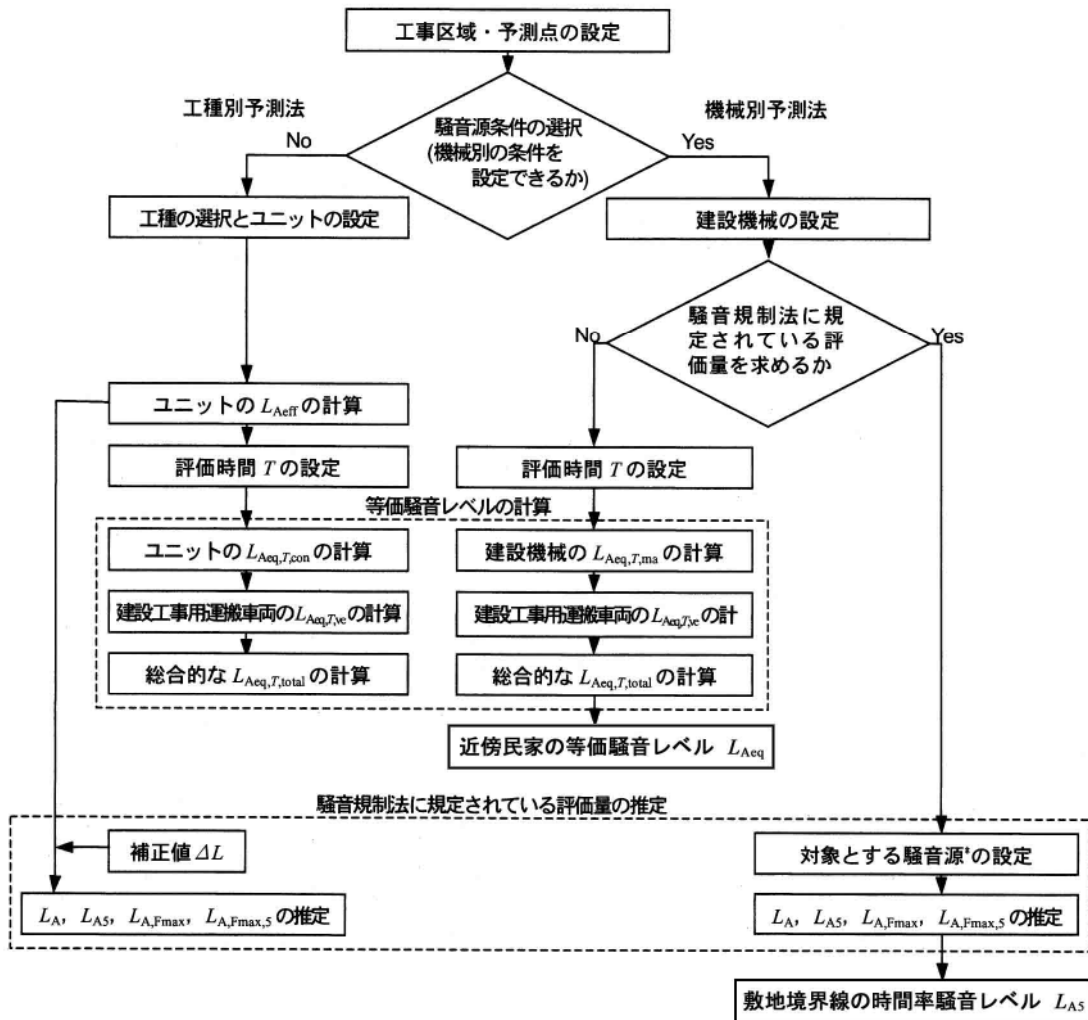 工事区域・予測点の設定
工種別予測法
機械別予測法
騒音源条件の選択
(機械別の条件を
設定できるか)
No
Yes
工種の選択とユニットの設定
建設機械の設定
騒音規制法に規
定されている評
価量を求めるか
No
Yes
ユニットの LAeff の計算
評価時間 T の設定
評価時間 T の設定
等価騒音レベルの計算
ユニットの LAeq,T,con の計算
建設機械の LAeq,T,ma の計算
建設工事用運搬車両のLAeq,T,ve の計算
建設工事用運搬車両のLAeq,T,ve の計
総合的な LAeq,T,total の計算
総合的な LAeq,T,total の計算
近傍民家の等価騒音レベル LAeq
騒音規制法に規定されている評価量の推定
補正値 ΔL
対象とする騒音源*の設定
LA, LA5, LA,Fmax, LA,Fmax,5 の推定
LA, LA5, LA,Fmax, LA,Fmax,5 の推定
敷地境界線の時間率騒音レベル LA5